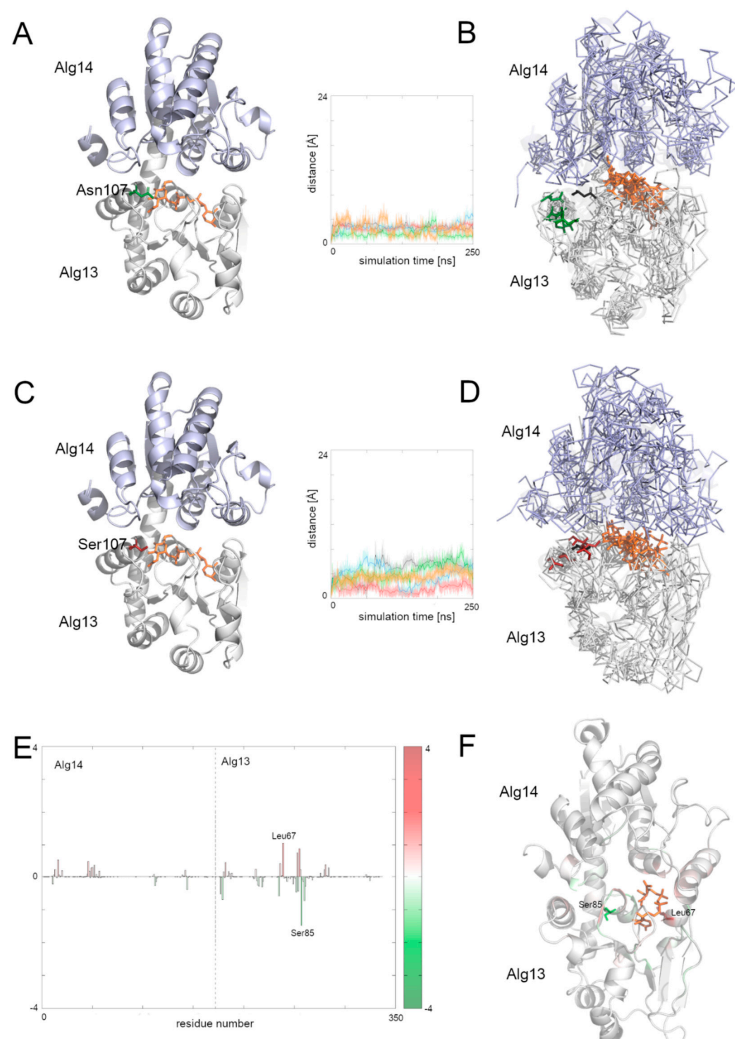 A
Alg14
Asn107
Alg13
24
distance [Å]
0
0
250
simulation time [ns]
B
Alg14
Alg13
C
Alg14
Ser107
Alg13
24
distance [Å]
0
0
250
simulation time [ns]
D
Alg14
Alg13
E
4
Alg14
Alg13
4
Leu67
0
0
Ser85
-4
-4
0
residue number
350
F
Alg14
Ser85
Leu67
Alg13